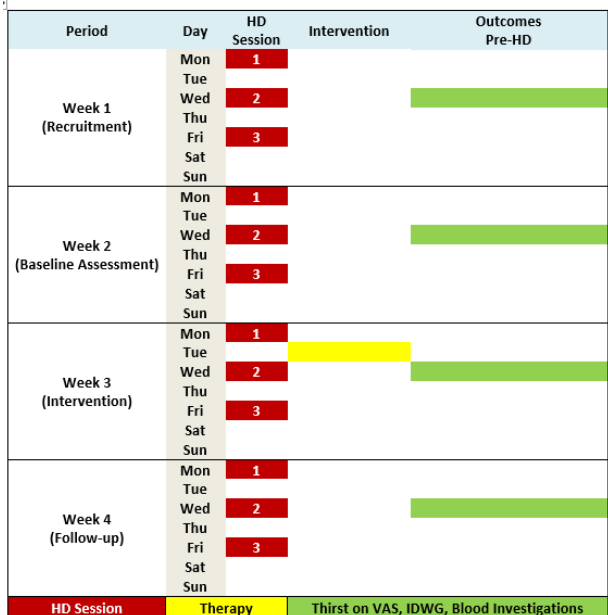 Period Day HD Session Intervention Outcomes Pre-HD
Week 1
(Recruitment)
Mon 1
Tue
Wed 2
Thu
Fri 3
Sat
Sun
Week 2
(Baseline Assessment)
Mon 1
Tue
Wed 2
Thu
Fri 3
Sat
Sun
Week 3
(Intervention)
Mon 1
Tue
Wed 2
Thu
Fri 3
Sat
Sun
Week 4
(Follow-up)
Mon 1
Tue
Wed 2
Thu
Fri 3
Sat
Sun
HD Session Therapy Thirst on VAS, IDWG, Blood Investigations